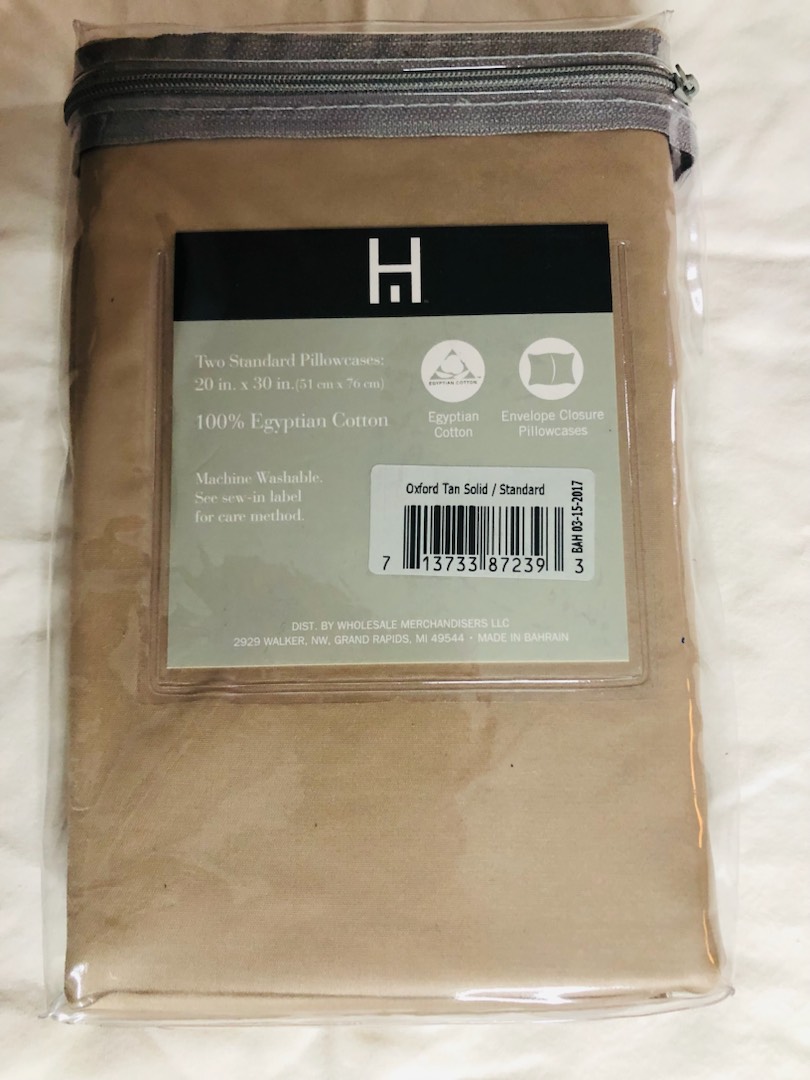 H
Two Standard Pillowcases:
20 in. x 30 in.(51 cm x 76 cm)
100% Egyptian Cotton
EGYPTIAN COTTON
Egyptian
Cotton
Envelope Closure
Pillowcases
Machine Washable.
See sew-in label
for care method.
Oxford Tan Solid / Standard
BAH 03-15-2017
7 13733 87239 3
DIST. BY WHOLESALE MERCHANDISERS LLC
2929 WALKER, NW, GRAND RAPIDS, MI 49544 · MADE IN BAHRAIN